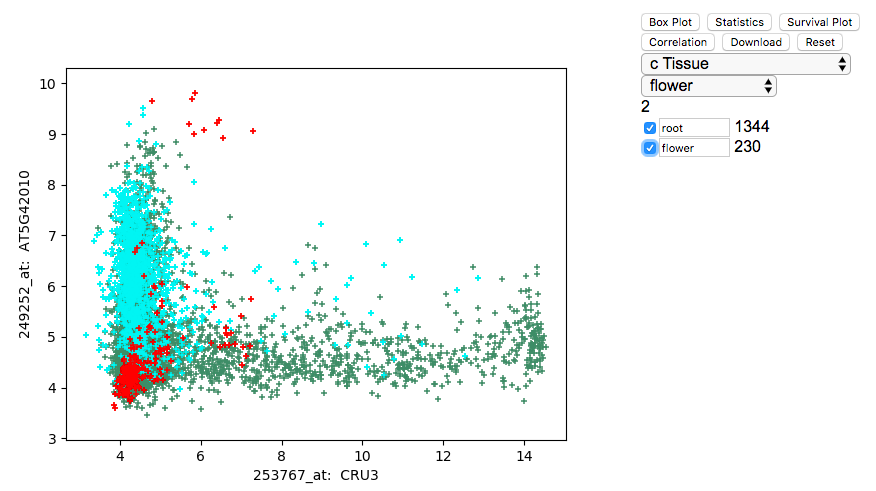 Box Plot Statistics Survival Plot
Correlation Download Reset
c Tissue
flower
2
root 1344
flower 230
10
9
8
7
6
5
4
3
4 6 8 10 12 14
249252_at: AT5G42010
253767_at: CRU3